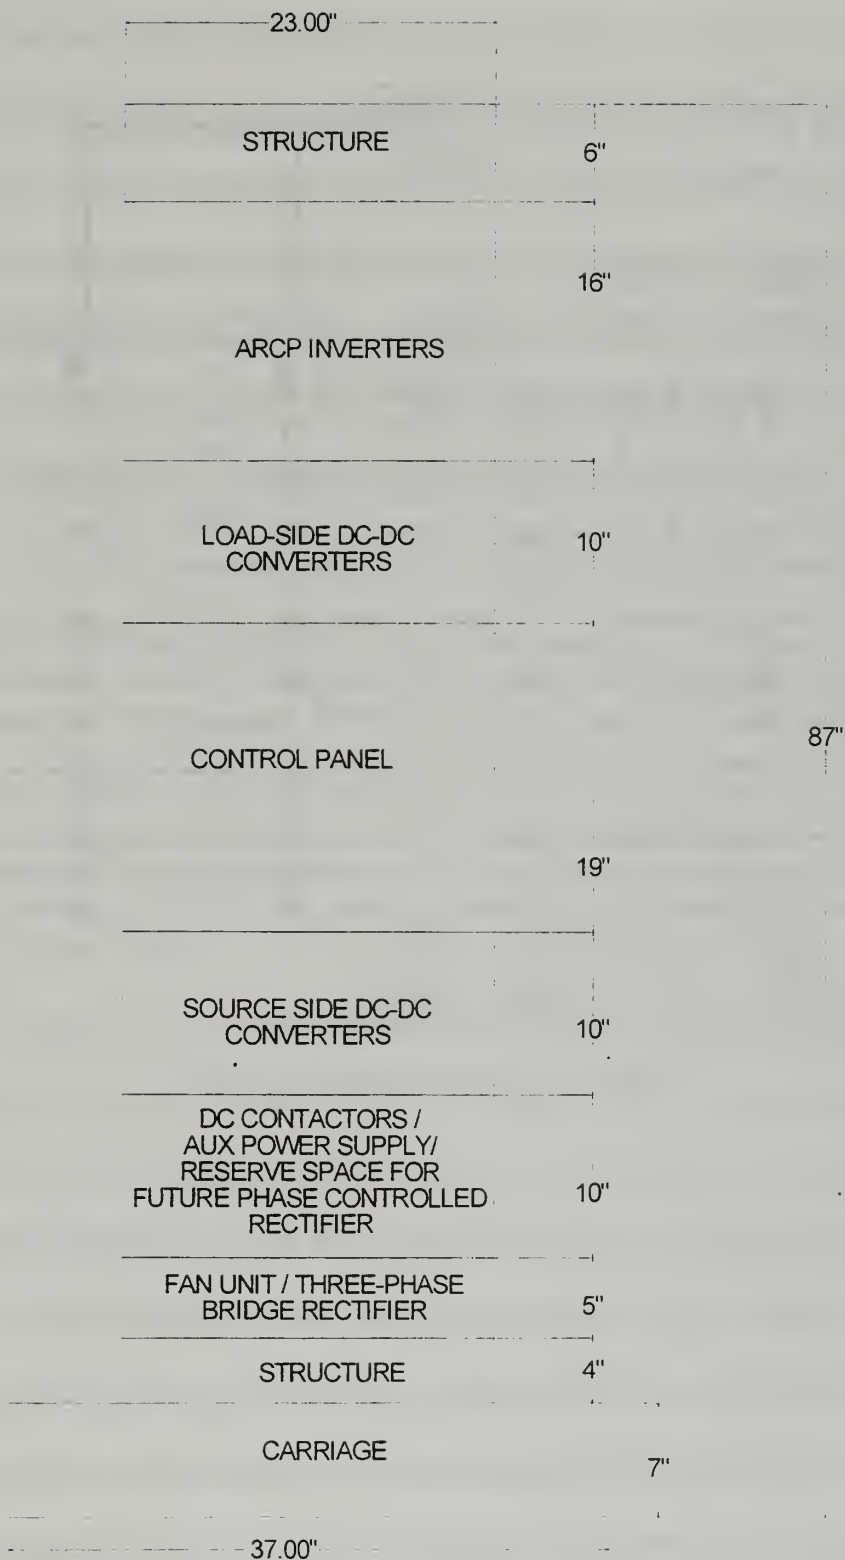 23.00"
STRUCTURE
6"
16"
ARCP INVERTERS
LOAD-SIDE DC-DC
CONVERTERS
10"
87"
CONTROL PANEL
19"
SOURCE SIDE DC-DC
CONVERTERS
10"
DC CONTACTORS /
AUX POWER SUPPLY/
RESERVE SPACE FOR
FUTURE PHASE CONTROLLED
RECTIFIER
10"
FAN UNIT / THREE-PHASE
BRIDGE RECTIFIER
5"
STRUCTURE
4"
CARRIAGE
7"
37.00"